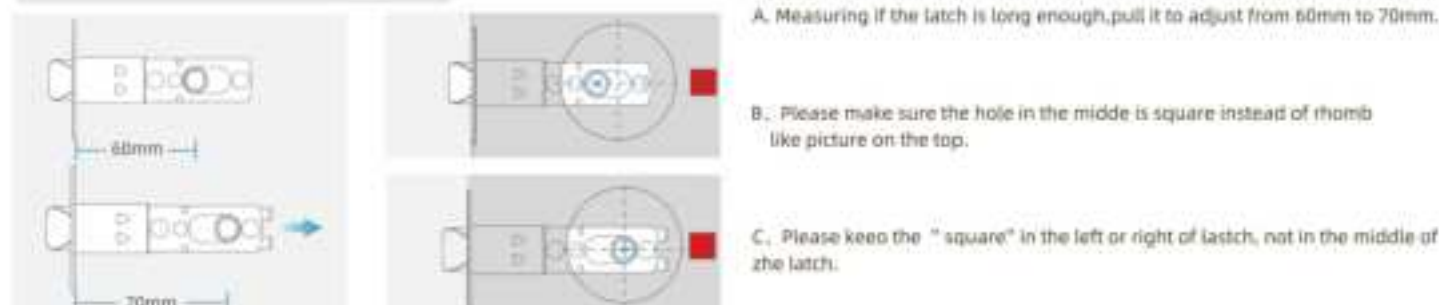 A. Measuring if the latch is long enough,pull it to adjust from 60mm to 70mm.
B. Please make sure the hole in the midde is square instead of rhomb
like picture on the top.
C. Please keeo the " square" in the left or right of lastch, not in the middle of
zhe latch.
60mm
70mm